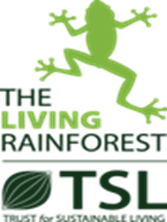 THE
LIVING
RAINFOREST
TSL
TRUST for SUSTAINABLE LIVING